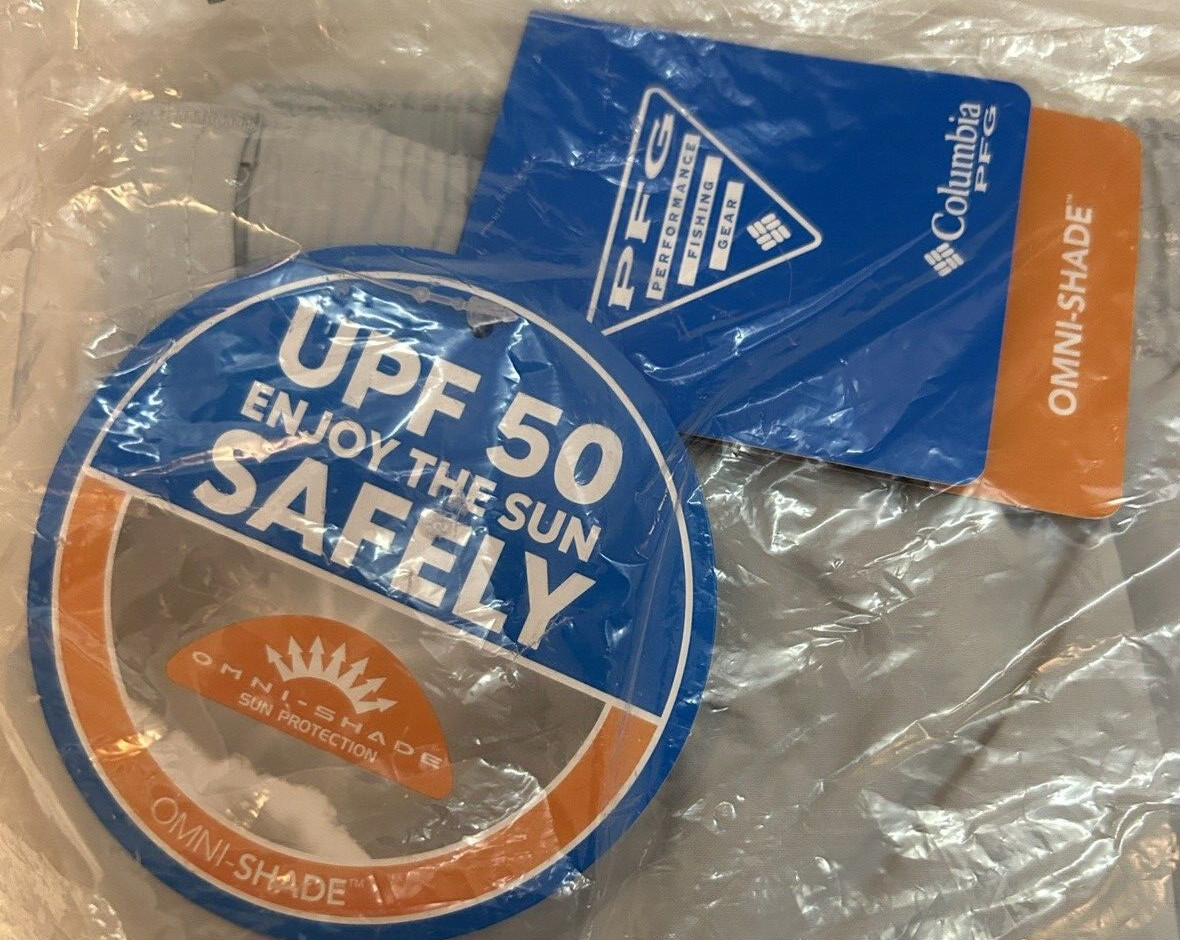 PFG
PERFORMANCE
FISHING
GEAR
Columbia
PFG
OMNI-SHADE™
UPF 50
ENJOY THE SUN
SAFELY
OMNI-SHADE
SUN PROTECTION
OMNI-SHADE™